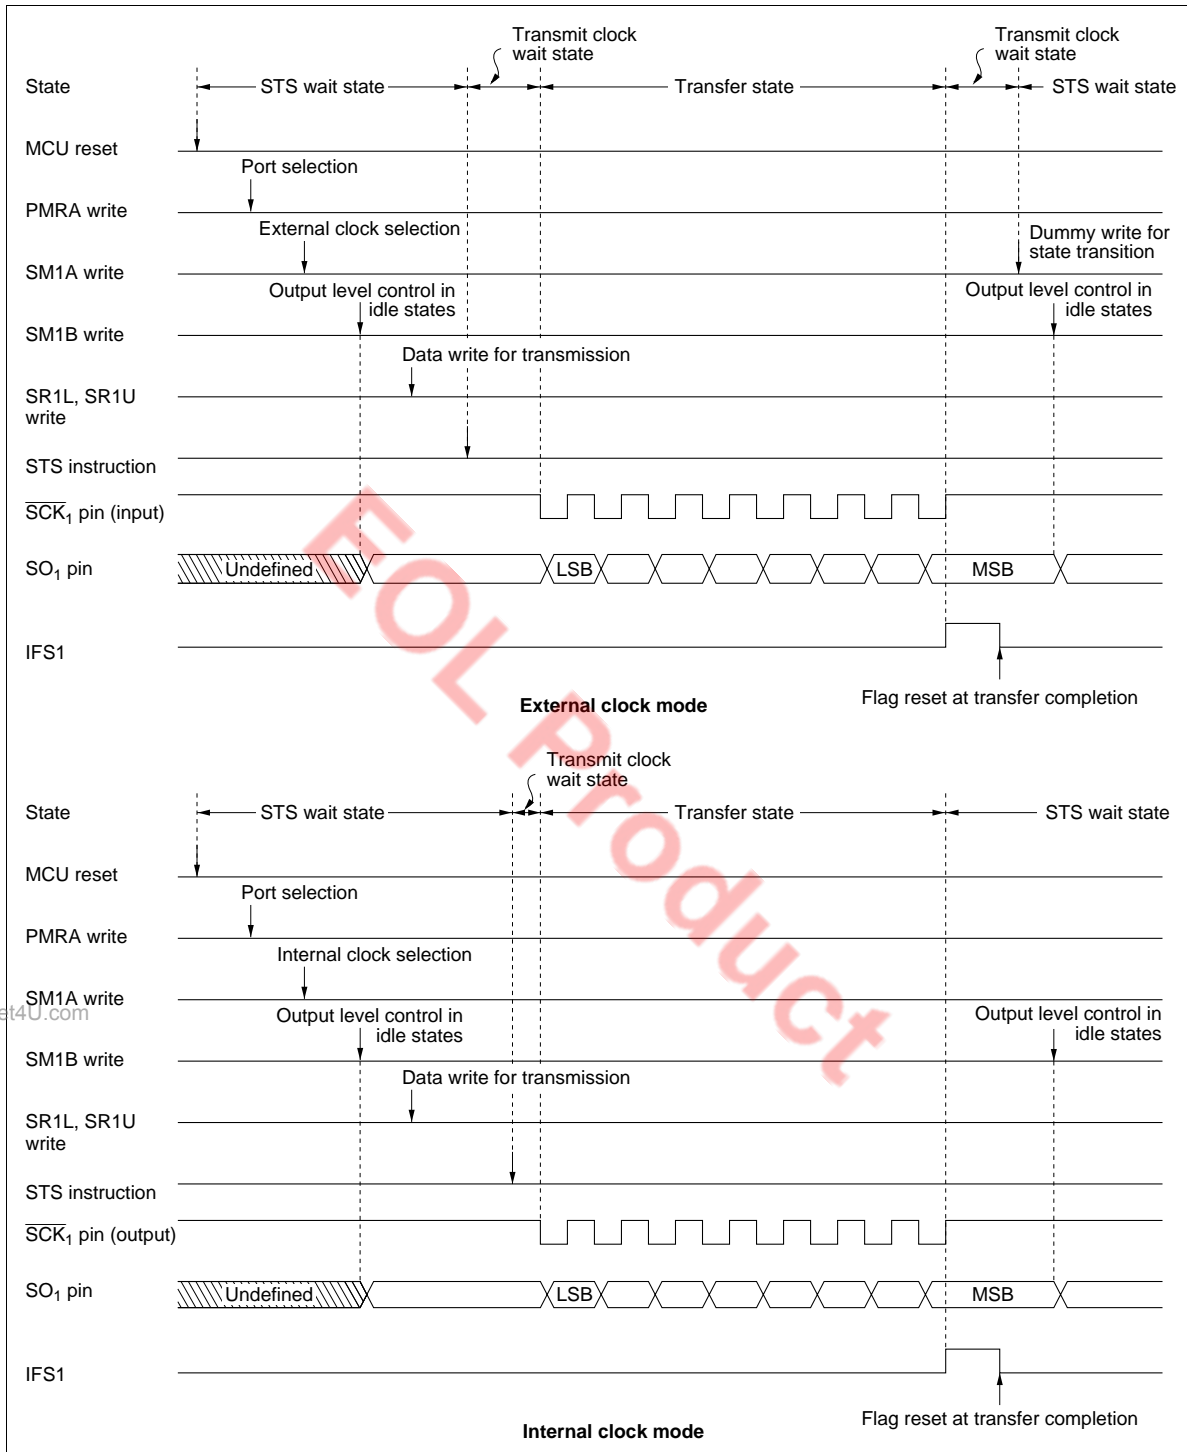 Transmit clock
wait state
Transmit clock
wait state
State
STS wait state
Transfer state
STS wait state
MCU reset
Port selection
PMRA write
External clock selection
Dummy write for
state transition
SM1A write
Output level control in
idle states
Output level control in
idle states
SM1B write
Data write for transmission
SR1L, SR1U
write
STS instruction
SCK1 pin (input)
SO1 pin
Undefined
LSB
MSB
IFS1
Flag reset at transfer completion
External clock mode
Transmit clock
wait state
State
STS wait state
Transfer state
STS wait state
MCU reset
Port selection
PMRA write
Internal clock selection
SM1A write
et4U.com
Output level control in
idle states
Output level control in
idle states
SM1B write
Data write for transmission
SR1L, SR1U
write
STS instruction
SCK1 pin (output)
SO1 pin
Undefined
LSB
MSB
IFS1
Flag reset at transfer completion
Internal clock mode
EOL Product